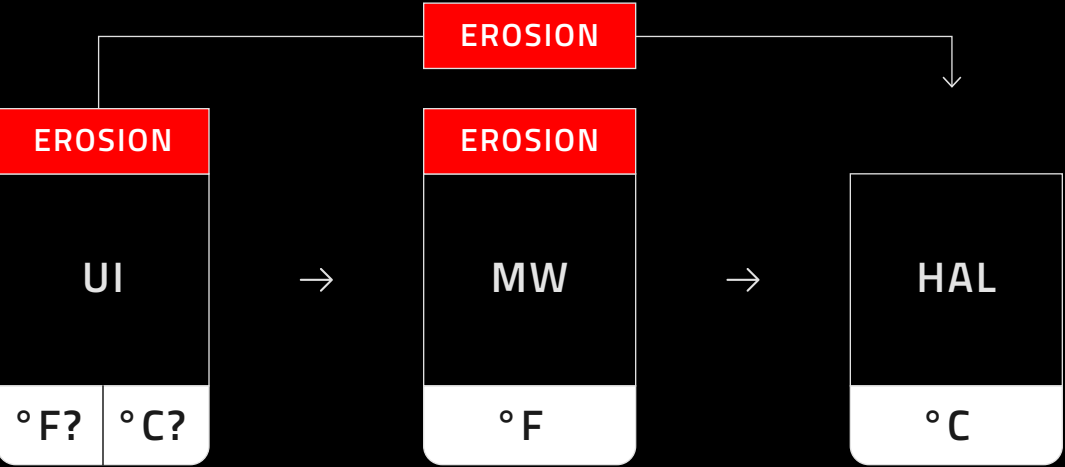 EROSION
EROSION
EROSION
UI
MW
HAL
°F?
°C?
°F
°C